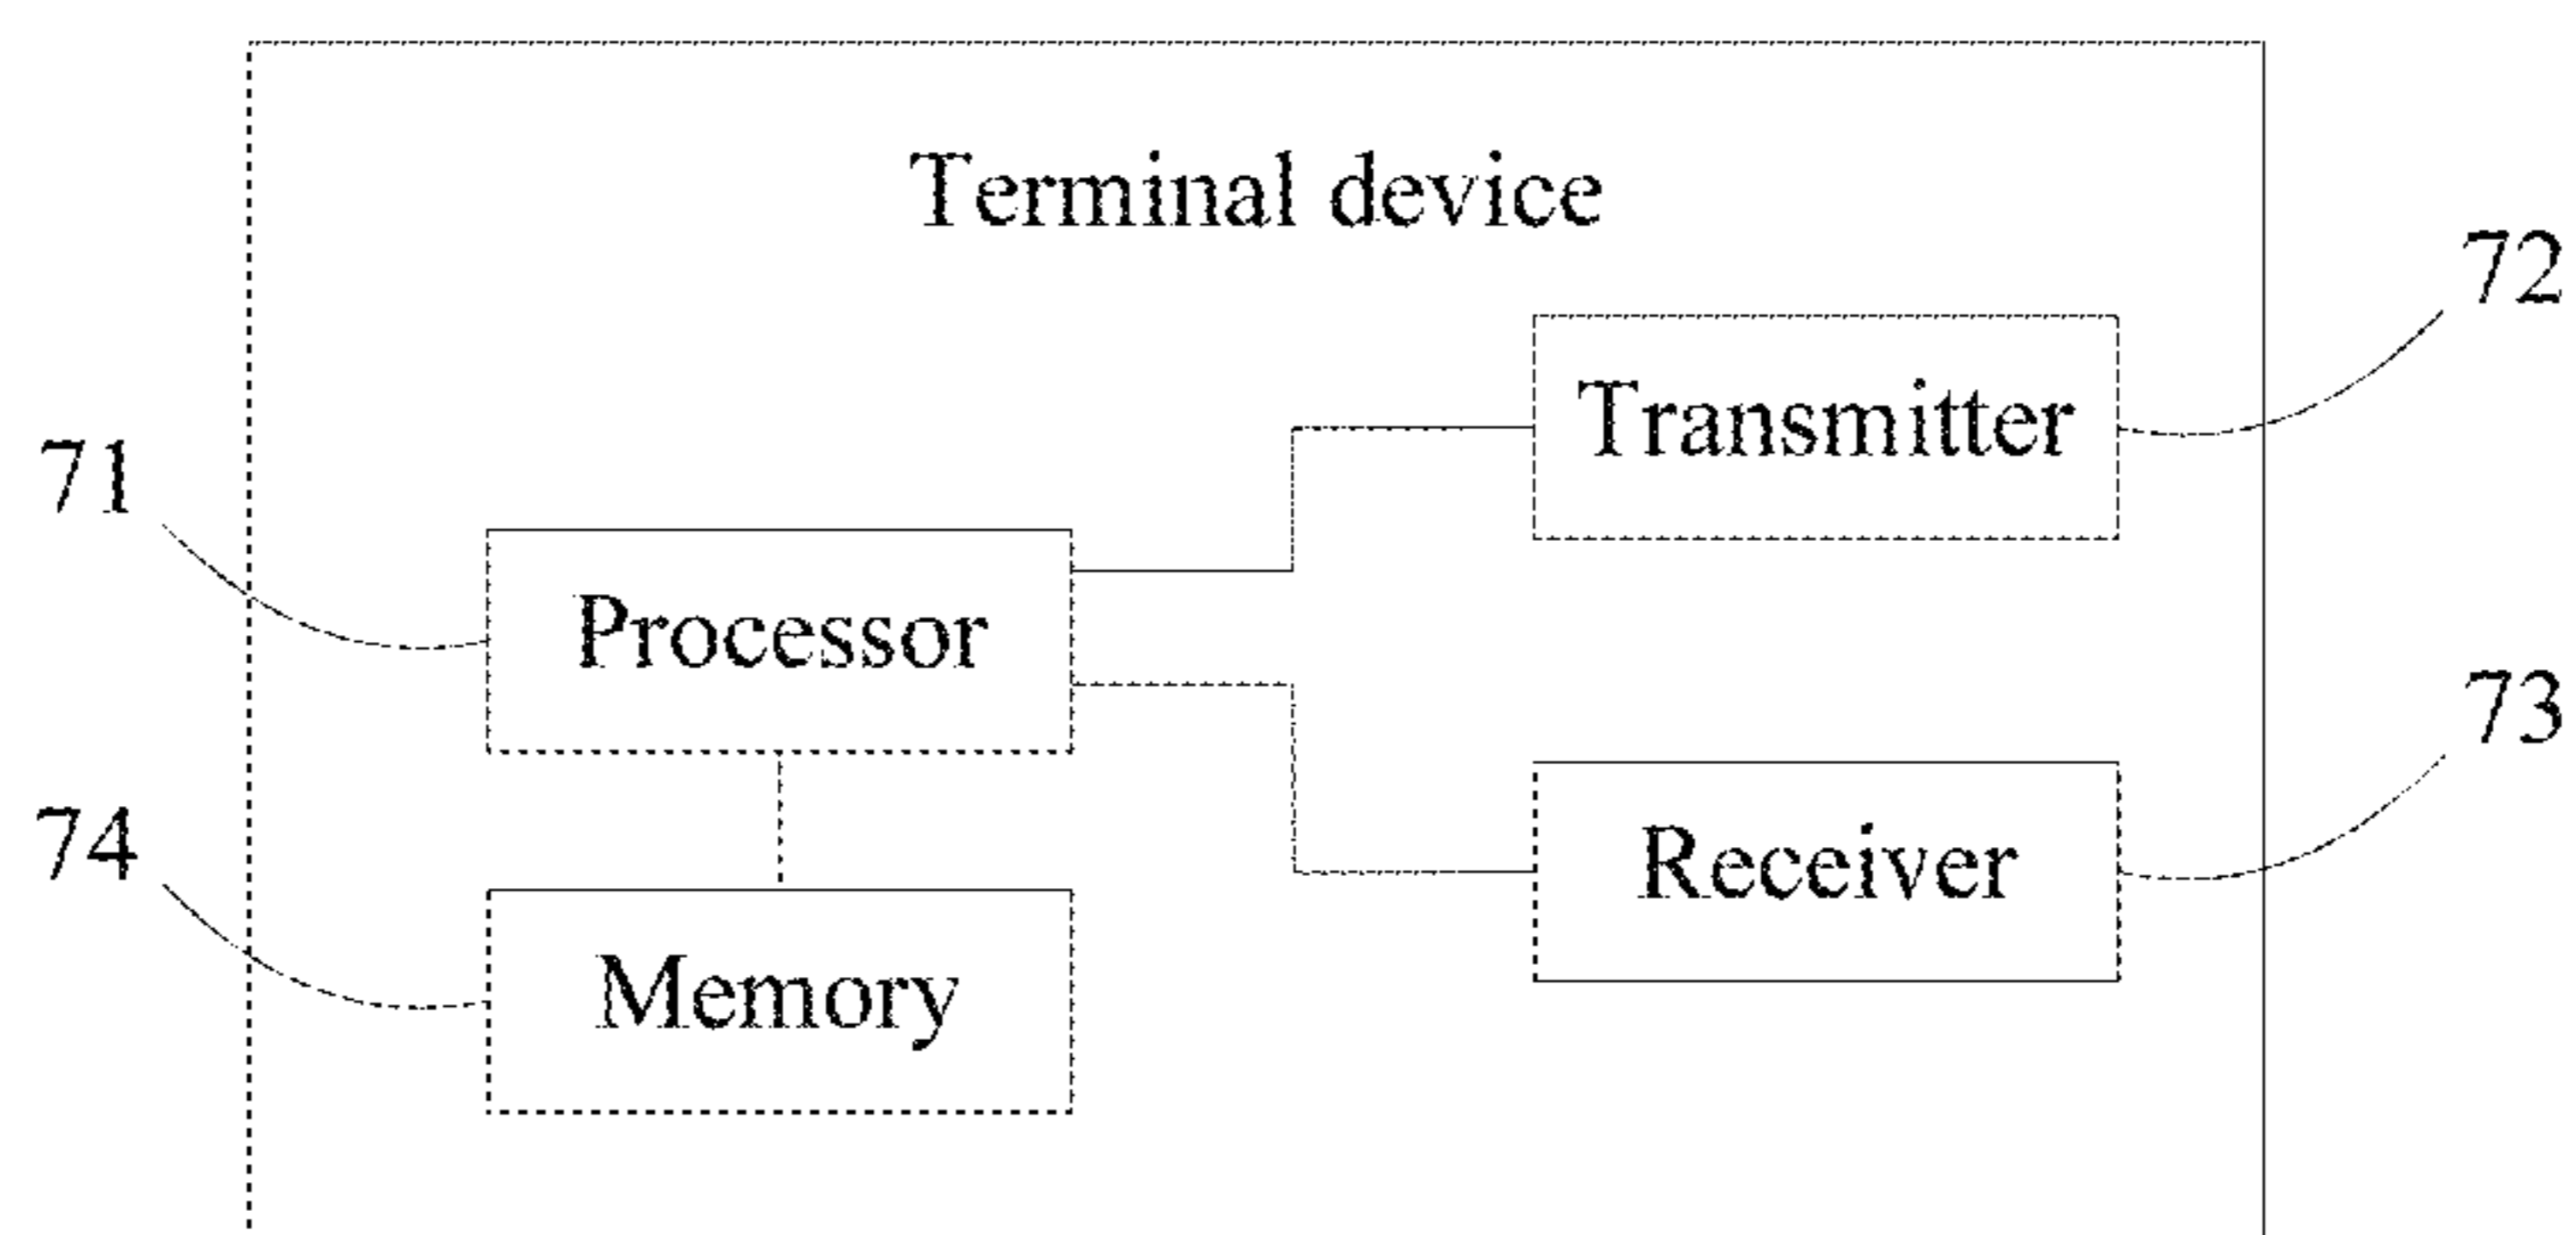 Terminal device
72
Transmitter
71
Processor
73
74
Receiver
Memory